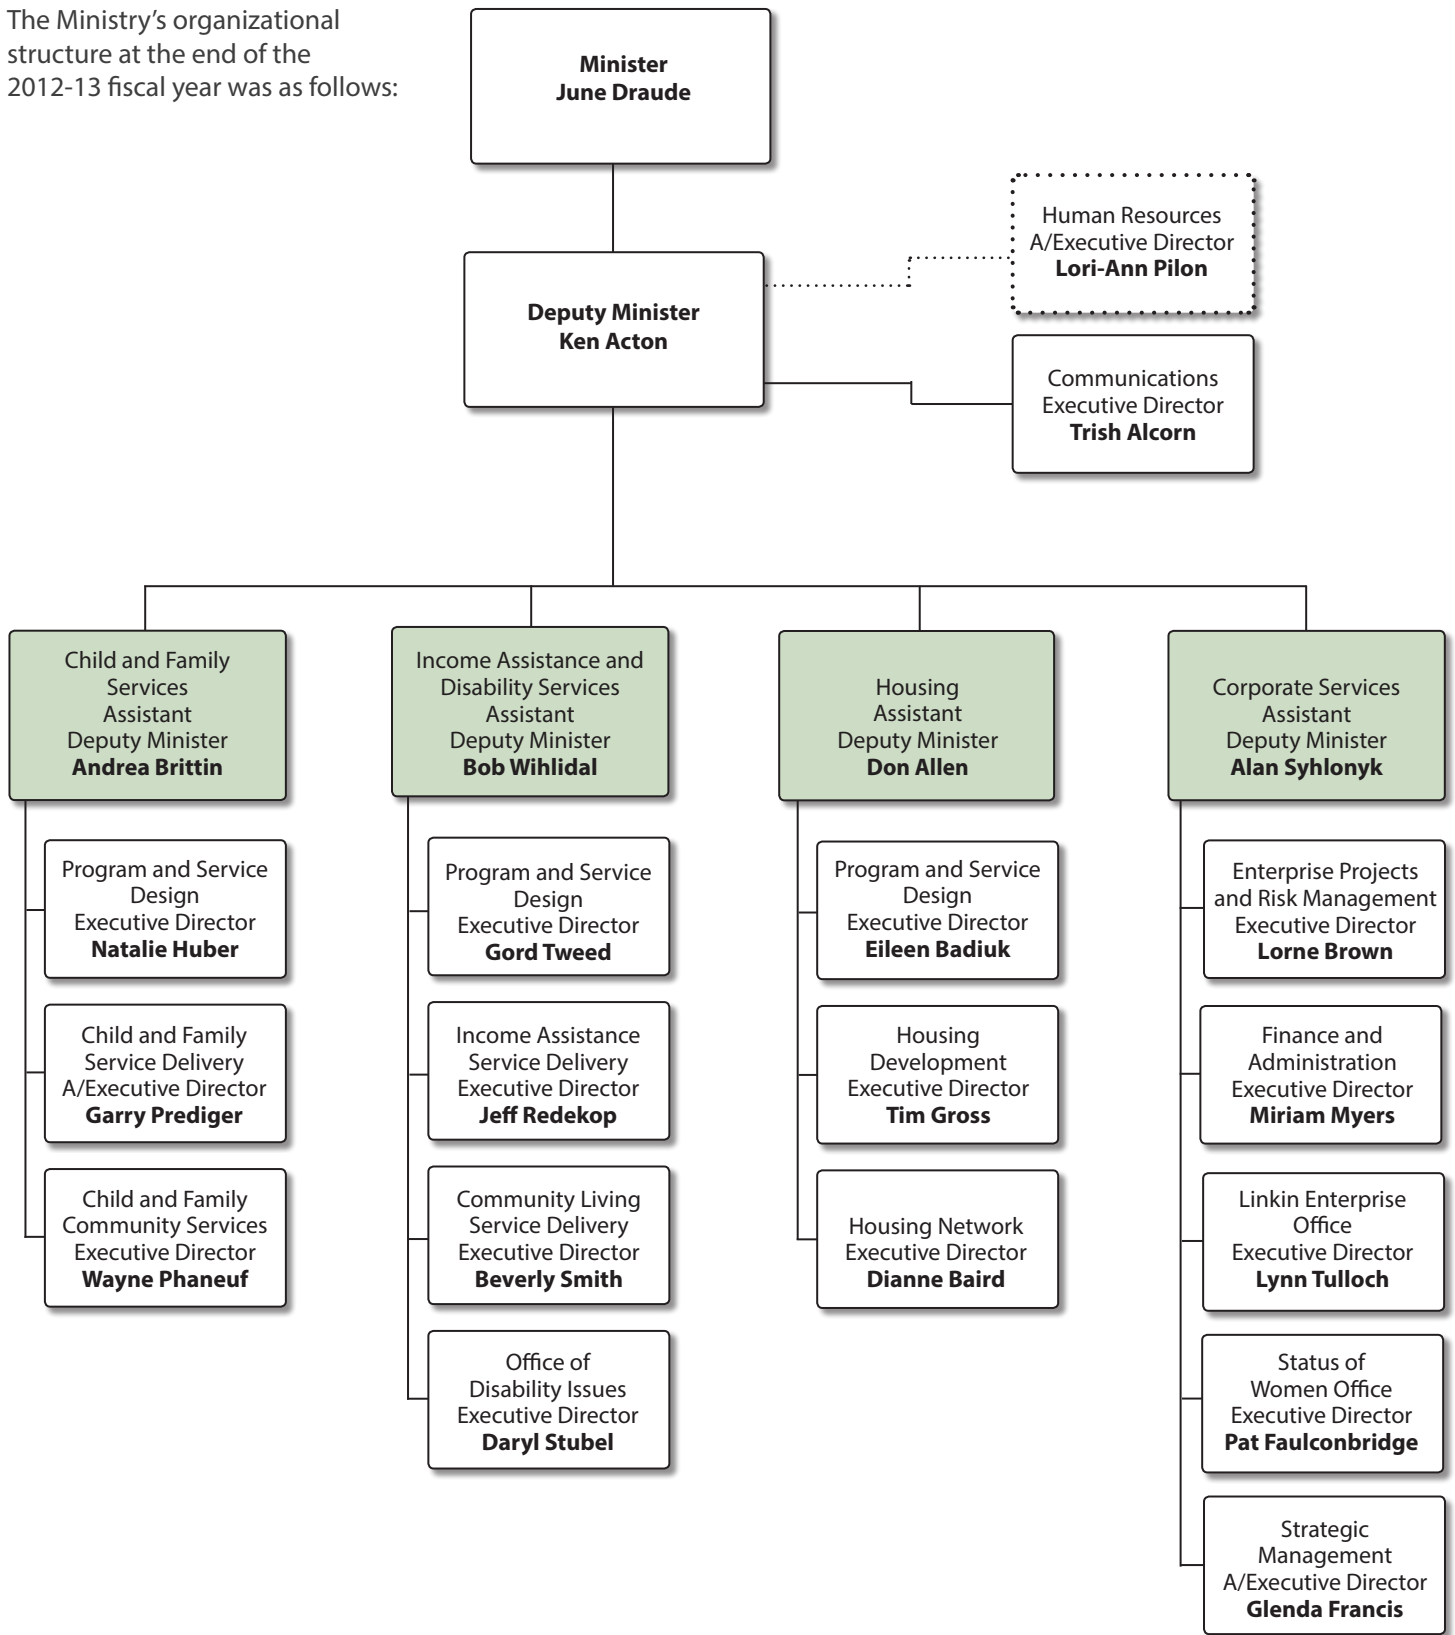 The Ministry’s organizational
structure at the end of the
2012-13 fiscal year was as follows:
Minister
June Draude
Human Resources
A/Executive Director
Lori-Ann Pilon
Deputy Minister
Ken Acton
Communications
Executive Director
Trish Alcorn
Child and Family
Services
Assistant
Deputy Minister
Andrea Brittin
Program and Service
Design
Executive Director
Natalie Huber
Child and Family
Service Delivery
A/Executive Director
Garry Prediger
Child and Family
Community Services
Executive Director
Wayne Phaneuf
Income Assistance and
Disability Services
Assistant
Deputy Minister
Bob Wihlidal
Program and Service
Design
Executive Director
Gord Tweed
Income Assistance
Service Delivery
Executive Director
Jeff Redekop
Community Living
Service Delivery
Executive Director
Beverly Smith
Office of
Disability Issues
Executive Director
Daryl Stubel
Housing
Assistant
Deputy Minister
Don Allen
Program and Service
Design
Executive Director
Eileen Badiuk
Housing
Development
Executive Director
Tim Gross
Housing Network
Executive Director
Dianne Baird
Corporate Services
Assistant
Deputy Minister
Alan Syhlonyk
Enterprise Projects
and Risk Management
Executive Director
Lorne Brown
Finance and
Administration
Executive Director
Miriam Myers
Linkin Enterprise
Office
Executive Director
Lynn Tulloch
Status of
Women Office
Executive Director
Pat Faulconbridge
Strategic
Management
A/Executive Director
Glenda Francis